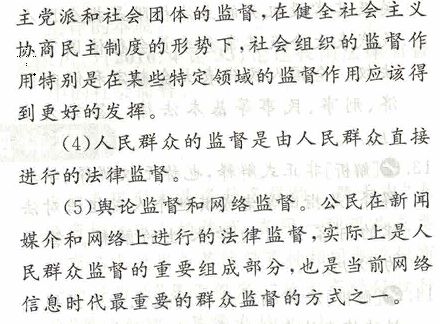 主党派和社会团体的监督,在健全社会主义
协商民主制度的形势下,社会组织的监督作
用特别是在某些特定领域的监督作用应该得
到更好的发挥。
(4)人民群众的监督是由人民群众直接
进行的法律监督。
(5)舆论监督和网络监督。公民在新闻
媒介和网络上进行的法律监督,实际上是人
民群众监督的重要组成部分,也是当前网络
信息时代最重要的群众监督的方式之一。